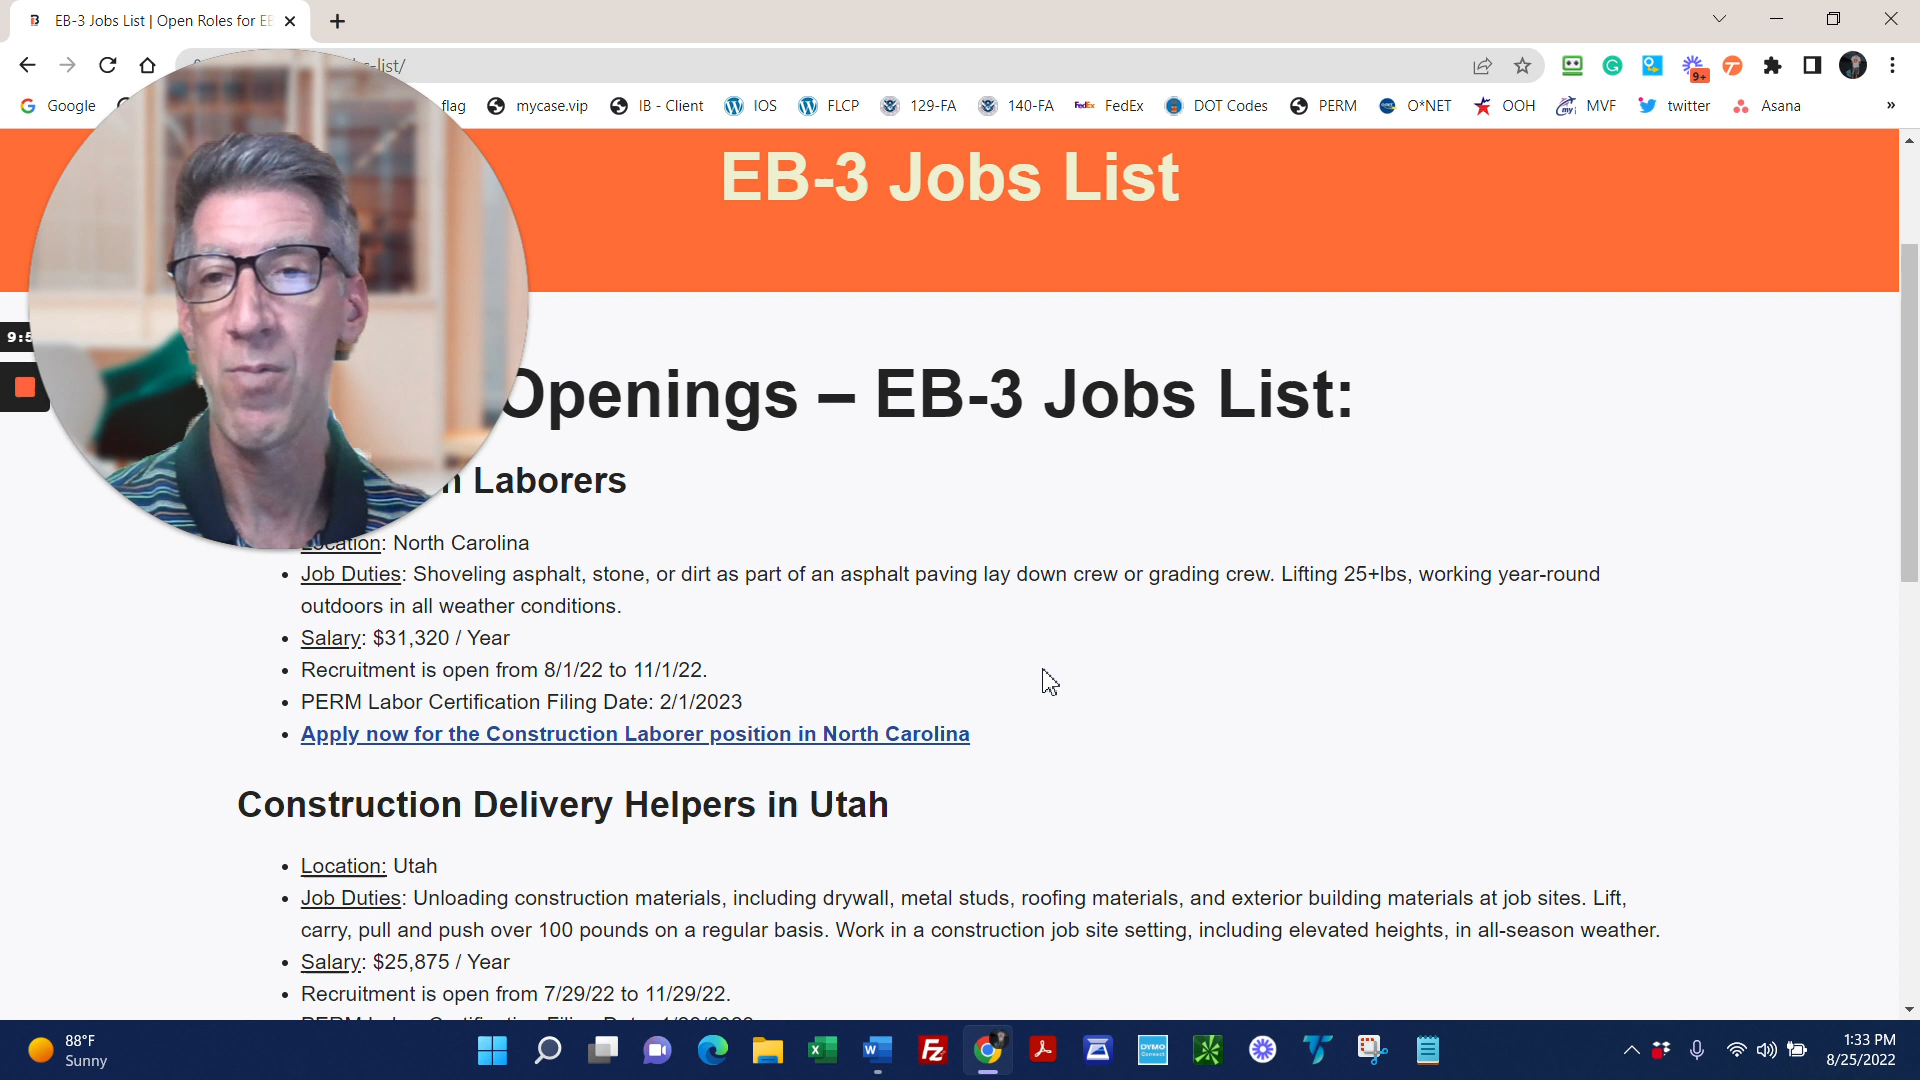 EB-3 Jobs List | Open Roles for EB
-list/
9+
Google
flag
mycase.vip
IB - Client
IOS
FLCP
129-FA
140-FA
FedEx
FedEx
DOT Codes
PERM
O*NET
OOH
MVF
twitter
Asana
»
EB-3 Jobs List
9:5
Openings – EB-3 Jobs List:
n Laborers
Location: North Carolina
Job Duties: Shoveling asphalt, stone, or dirt as part of an asphalt paving lay down crew or grading crew. Lifting 25+lbs, working year-round
outdoors in all weather conditions.
Salary: $31,320 / Year
Recruitment is open from 8/1/22 to 11/1/22.
PERM Labor Certification Filing Date: 2/1/2023
Apply now for the Construction Laborer position in North Carolina
Construction Delivery Helpers in Utah
Location: Utah
Job Duties: Unloading construction materials, including drywall, metal studs, roofing materials, and exterior building materials at job sites. Lift,
carry, pull and push over 100 pounds on a regular basis. Work in a construction job site setting, including elevated heights, in all-season weather.
Salary: $25,875 / Year
Recruitment is open from 7/29/22 to 11/29/22.
88°F
Sunny
DYMO
Connect
1:33 PM
8/25/2022